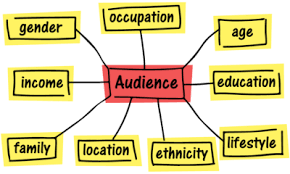 occupation
gender
age
income
Audience
education
family
location
ethnicity
lifestyle